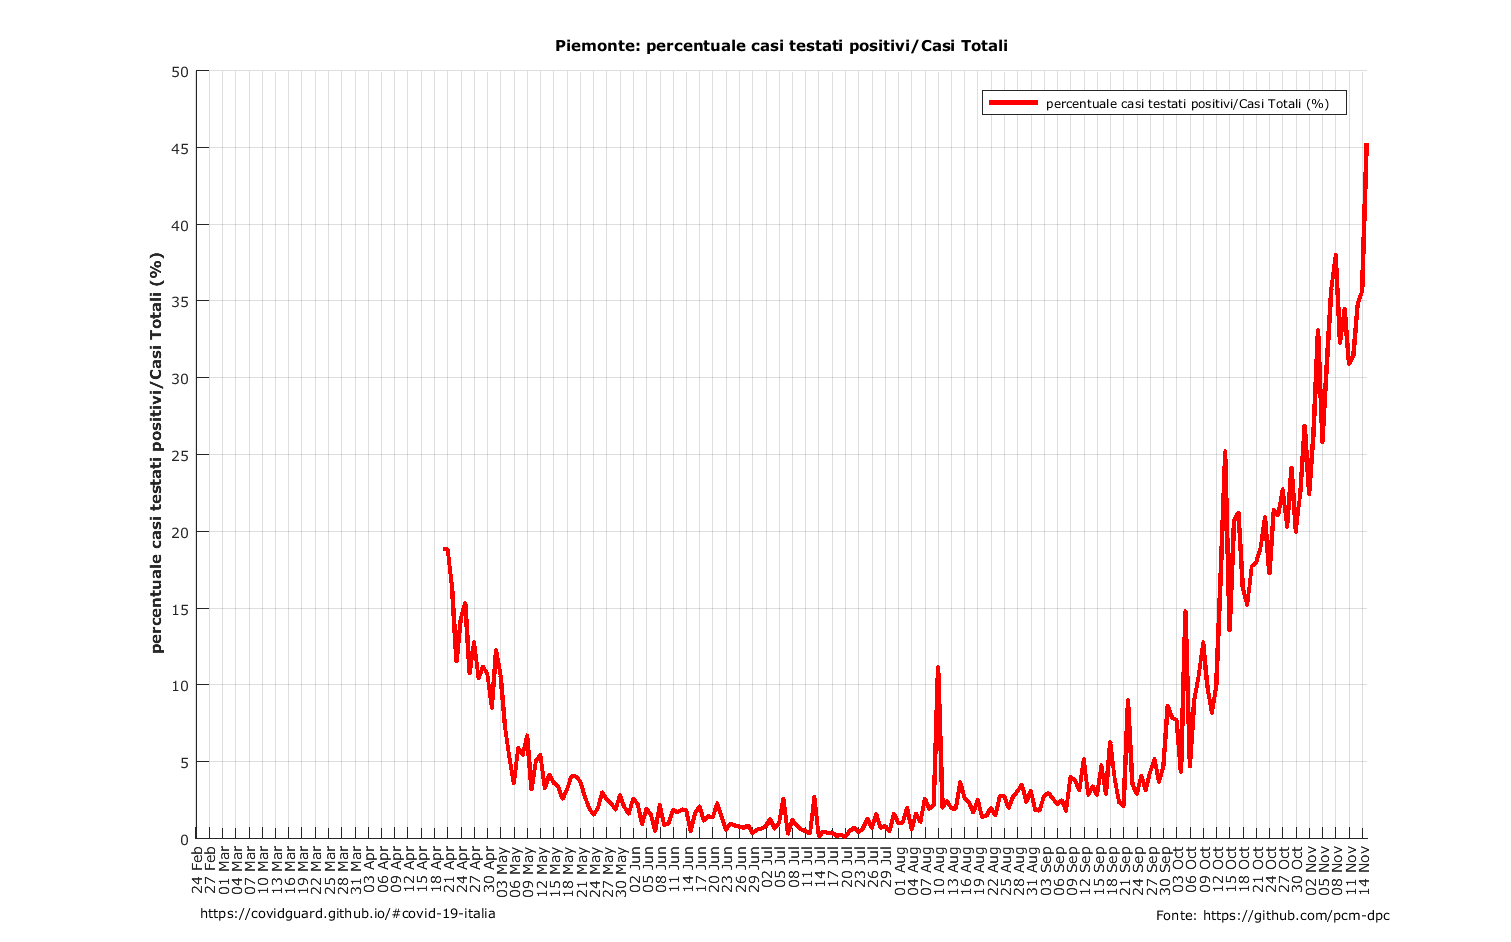 Piemonte: percentuale casi testati positivi/Casi Totali
percentuale casi testati positivi/Casi Totali (%)
percentuale casi testati positivi/Casi Totali (%)
50
45
40
35
30
25
20
15
10
5
0
24 Feb
27 Feb
01 Mar
04 Mar
07 Mar
10 Mar
13 Mar
16 Mar
19 Mar
22 Mar
25 Mar
28 Mar
31 Mar
03 Apr
06 Apr
09 Apr
12 Apr
15 Apr
18 Apr
21 Apr
24 Apr
27 Apr
30 Apr
03 May
06 May
09 May
12 May
15 May
18 May
21 May
24 May
27 May
30 May
02 Jun
05 Jun
08 Jun
11 Jun
14 Jun
17 Jun
20 Jun
23 Jun
26 Jun
29 Jun
02 Jul
05 Jul
08 Jul
11 Jul
14 Jul
17 Jul
20 Jul
23 Jul
26 Jul
29 Jul
01 Aug
04 Aug
07 Aug
10 Aug
13 Aug
16 Aug
19 Aug
22 Aug
25 Aug
28 Aug
31 Aug
03 Sep
06 Sep
09 Sep
12 Sep
15 Sep
18 Sep
21 Sep
24 Sep
27 Sep
30 Sep
03 Oct
06 Oct
09 Oct
12 Oct
15 Oct
18 Oct
21 Oct
24 Oct
27 Oct
30 Oct
02 Nov
05 Nov
08 Nov
11 Nov
14 Nov
https://covidguard.github.io/#covid-19-italia
Fonte: https://github.com/pcm-dpc